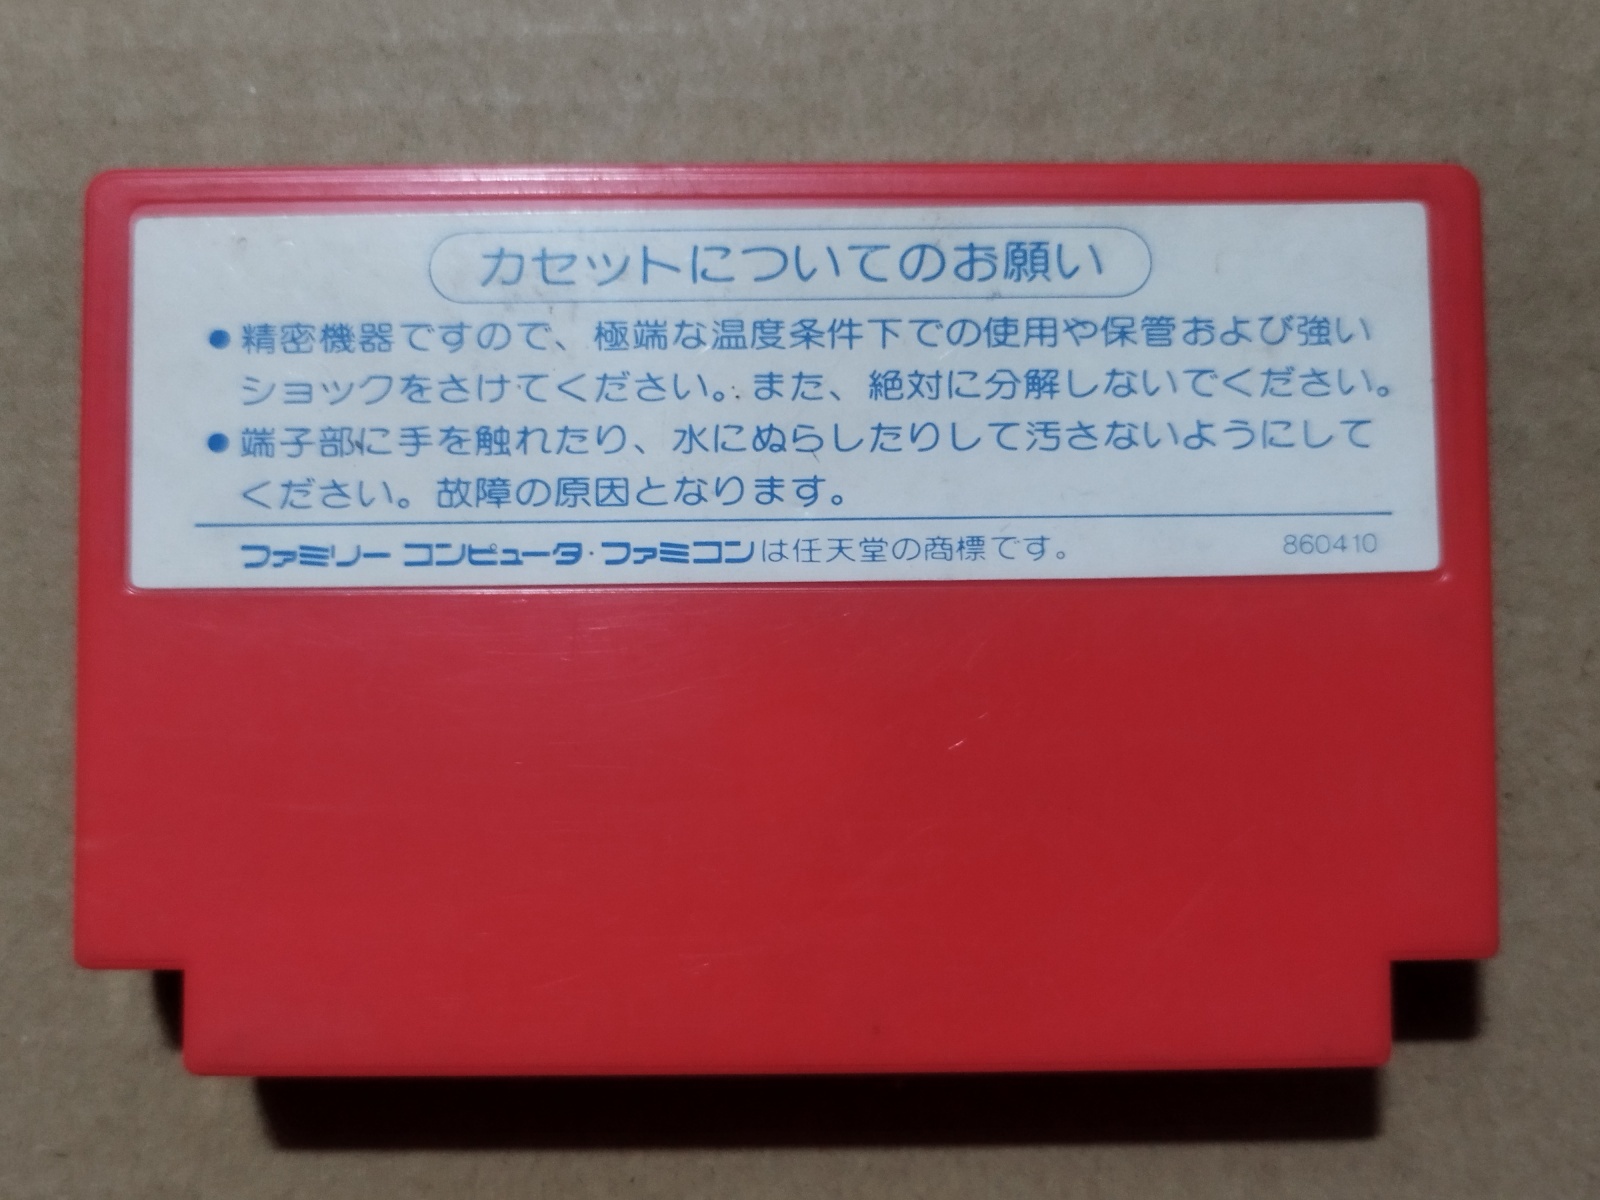 カセットについてのお願い
●精密機器ですので、極端な温度条件下での使用や保管および強い
ショックをさけてください。また、絶対に分解しないでください。
●端子部に手を触れたり、水にぬらしたりして汚さないようにして
ください。故障の原因となります。
ファミリー コンピュータ・ファミコンは任天堂の商標です。 860410